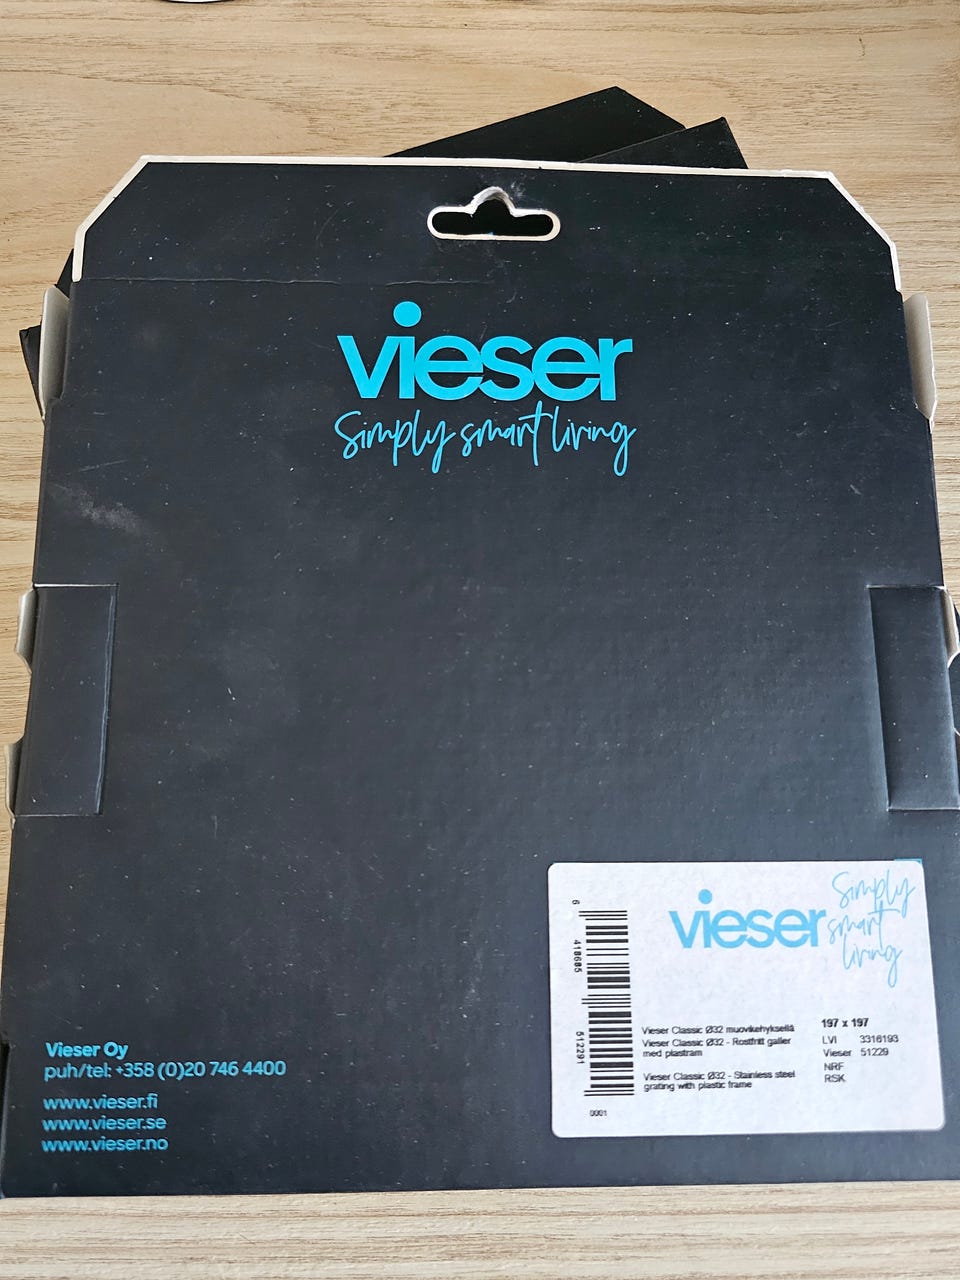 vieser
Simply smart living
Vieser Oy
puh/tel: +358 (0)20 746 4400
www.vieser.fi
www.vieser.se
www.vieser.no
vieser
Simply
smart
living
6 418685 512291
0001
Vieser Classic Ø32 muovikehyksellä
Vieser Classic Ø32 - Rostfritt galler
med plastram
Vieser Classic Ø32 - Stainless steel
grating with plastic frame
197 x 197
LVI 3316193
Vieser 51229
NRF
RSK